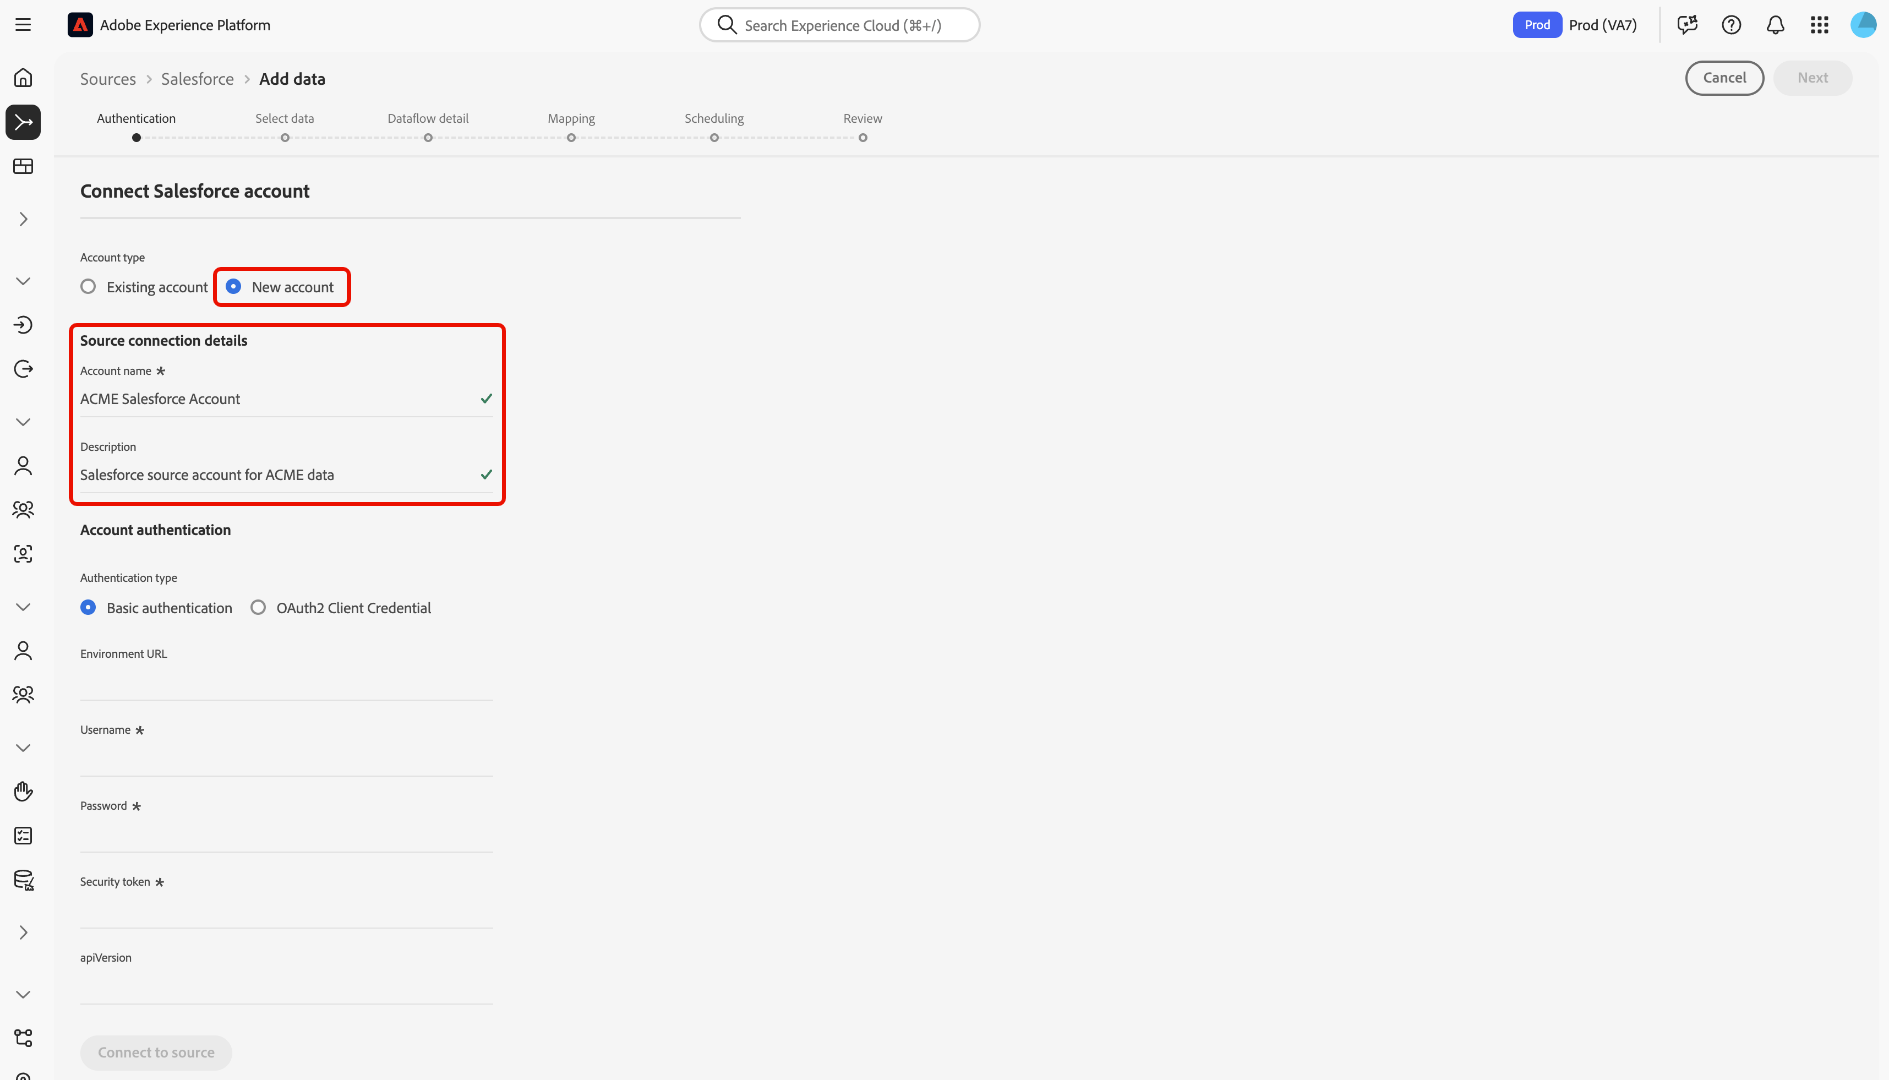 Adobe Experience Platform
Search Experience Cloud (⌘+/)
Prod Prod (VA7)
Sources > Salesforce > Add data
Cancel Next
Authentication Select data Dataflow detail Mapping Scheduling Review
Connect Salesforce account
Account type
Existing account New account
Source connection details
Account name *
ACME Salesforce Account
Description
Salesforce source account for ACME data
Account authentication
Authentication type
Basic authentication OAuth2 Client Credential
Environment URL
Username *
Password *
Security token *
apiVersion
Connect to source